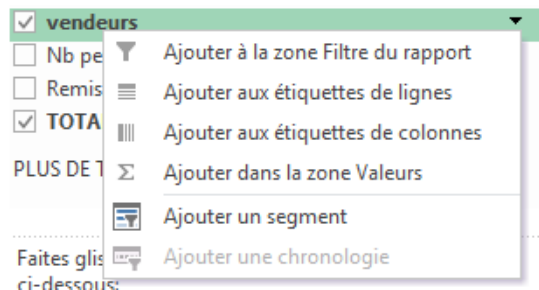 vendeurs
Nb pe
Ajouter à la zone Filtre du rapport
Remis
Ajouter aux étiquettes de lignes
TOTA
Ajouter aux étiquettes de colonnes
PLUS DE T
Ajouter dans la zone Valeurs
Ajouter un segment
Faites glis
Ajouter une chronologie
ci-dessous: